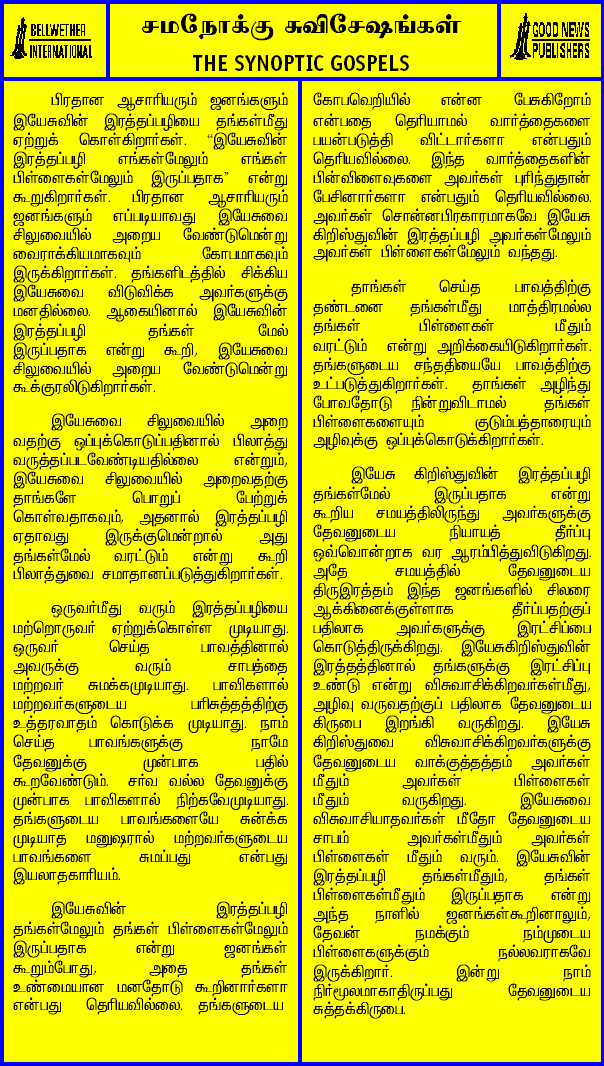 BELLWETHER
INTERNATIONAL
சமநோக்கு சுவிசேஷங்கள்
THE SYNOPTIC GOSPELS
GOOD NEWS
PUBLISHERS
பிரதான ஆசாரியரும் ஜனங்களும்
இயேசுவின் இரத்தப்பழியை தங்கள்மீது
ஏற்றுக் கொள்கிறார்கள். “இயேசுவின்
இரத்தப்பழி எங்கள்மேலும் எங்கள்
பிள்ளைகள்மேலும் இருப்பதாக” என்று
கூறுகிறார்கள். பிரதான ஆசாரியரும்
ஜனங்களும் எப்படியாவது இயேசுவை
சிலுவையில் அறைய வேண்டுமென்று
வைராக்கியமாகவும் கோபமாகவும்
இருக்கிறார்கள். தங்களிடத்தில் சிக்கிய
இயேசுவை விடுவிக்க அவர்களுக்கு
மனதில்லை. ஆகையினால் இயேசுவின்
இரத்தப்பழி தங்கள் மேல்
இருப்பதாக என்று கூறி, இயேசுவை
சிலுவையில் அறைய வேண்டுமென்று
கூக்குரலிடுகிறார்கள்.
இயேசுவை சிலுவையில் அறை
வதற்கு ஒப்புக்கொடுப்பதினால் பிலாத்து
வருத்தப்படவேண்டியதில்லை என்றும்,
இயேசுவை சிலுவையில் அறைவதற்கு
தாங்களே பொறுப் பேற்றுக்
கொள்வதாகவும், அதனால் இரத்தப்பழி
ஏதாவது இருக்குமென்றால் அது
தங்கள்மேல் வரட்டும் என்று கூறி
பிலாத்துவை சமாதானப்படுத்துகிறார்கள்.
ஒருவர்மீது வரும் இரத்தப்பழியை
மற்றொருவர் ஏற்றுக்கொள்ள முடியாது.
ஒருவர் செய்த பாவத்தினால்
அவருக்கு வரும் சாபத்தை
மற்றவர் சுமக்கமுடியாது. பாவிகளால்
மற்றவர்களுடைய பரிசுத்தத்திற்கு
உத்தரவாதம் கொடுக்க முடியாது. நாம்
செய்த பாவங்களுக்கு நாமே
தேவனுக்கு முன்பாக பதில்
கூறவேண்டும். சர்வ வல்ல தேவனுக்கு
முன்பாக பாவிகளால் நிற்கவேமுடியாது.
தங்களுடைய பாவங்களையே சுன்க்க
முடியாத மனுஷரால் மற்றவர்களுடைய
பாவங்களை சுமப்பது என்பது
இயலாதகாரியம்.
இயேசுவின் இரத்தப்பழி
தங்கள்மேலும் தங்கள் பிள்ளைகள்மேலும்
இருப்பதாக என்று ஜனங்கள்
கூறும்போது, அதை தங்கள்
உண்மையான மனதோடு கூறினார்களா
என்பது தெரியவில்லை. தங்களுடைய
கோபவெறியில் என்ன பேசுகிறோம்
என்பதை தெரியாமல் வார்த்தைகளை
பயன்படுத்தி விட்டார்களா என்பதும்
தெரியவில்லை. இந்த வார்த்தைகளின்
பின்விளைவுகளை அவர்கள் புரிந்துதான்
பேசினார்களா என்பதும் தெரியவில்லை.
அவர்கள் சொன்னபிரகாரமாகவே இயேசு
கிறிஸ்துவின் இரத்தப்பழி அவர்கள்மேலும்
அவர்கள் பிள்ளைகள்மேலும் வந்தது.
தாங்கள் செய்த பாவத்திற்கு
தண்டனை தங்கள்மீது மாத்திரமல்ல
தங்கள் பிள்ளைகள் மீதும்
வரட்டும் என்று அறிக்கையிடுகிறார்கள்.
தங்களுடைய சந்ததியையே பாவத்திற்கு
உட்படுத்துகிறார்கள். தாங்கள் அழிந்து
போவதோடு நின்றுவிடாமல் தங்கள்
பிள்ளைகளையும் குடும்பத்தாரையும்
அழிவுக்கு ஒப்புக்கொடுக்கிறார்கள்.
இயேசு கிறிஸ்துவின் இரத்தப்பழி
தங்கள்மேல் இருப்பதாக என்று
கூறிய சமயத்திலிருந்து அவர்களுக்கு
தேவனுடைய நியாயத் தீர்ப்பு
ஒவ்வொன்றாக வர ஆரம்பித்துவிடுகிறது.
அதே சமயத்தில் தேவனுடைய
திருஇரத்தம் இந்த ஜனங்களில் சிலரை
ஆக்கினைக்குள்ளாக தீர்ப்பதற்குப்
பதிலாக அவர்களுக்கு இரட்சிப்பை
கொடுத்திருக்கிறது. இயேசுகிறிஸ்துவின்
இரத்தத்தினால் தங்களுக்கு இரட்சிப்பு
உண்டு என்று விசுவாசிக்கிறவர்கள்மீது,
அழிவு வருவதற்குப் பதிலாக தேவனுடைய
கிருபை இறங்கி வருகிறது. இயேசு
கிறிஸ்துவை விசுவாசிக்கிறவர்களுக்கு
தேவனுடைய வாக்குத்தத்தம் அவர்கள்
மீதும் அவர்கள் பிள்ளைகள்
மீதும் வருகிறது. இயேசுவை
விசுவாசியாதவர்கள் மீதோ தேவனுடைய
சாபம் அவர்கள்மீதும் அவர்கள்
பிள்ளைகள் மீதும் வரும். இயேசுவின்
இரத்தப்பழி தங்கள்மீதும், தங்கள்
பிள்ளைகள்மீதும் இருப்பதாக என்று
அந்த நாளில் ஜனங்கள்கூறினாலும்,
தேவன் நமக்கும் நம்முடைய
பிள்ளைகளுக்கும் நல்லவராகவே
இருக்கிறார். இன்று நாம்
நிர்மூலமாகாதிருப்பது தேவனுடைய
சுத்தக்கிருபை.